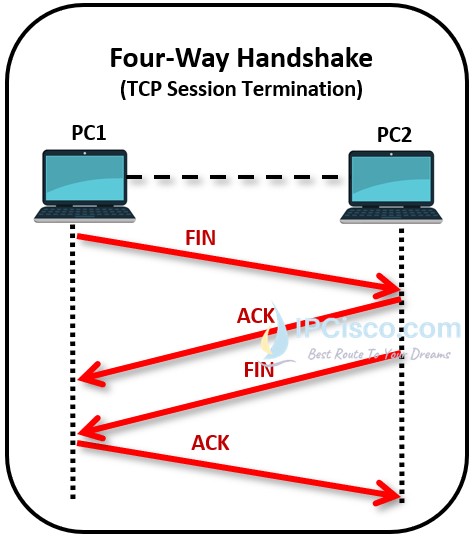 Four-Way Handshake
(TCP Session Termination)
PC1
PC2
FIN
ACK
IPCisco.com
Best Route To Your Dreams
FIN
ACK